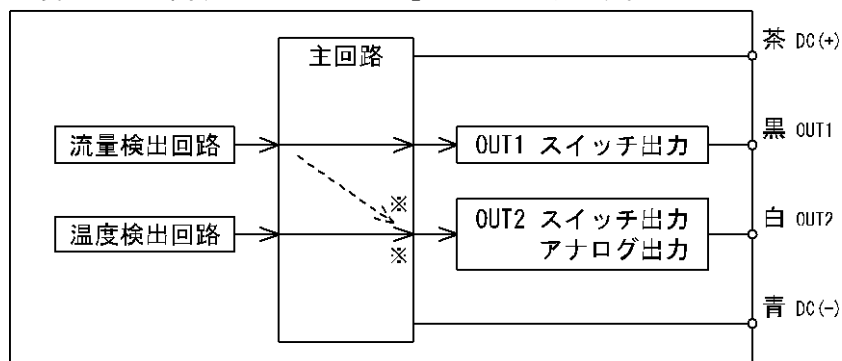 主回路
茶 DC(+)
流量検出回路
OUT1 スイッチ出力
黒 OUT1
※
温度検出回路
OUT2 スイッチ出力
アナログ出力
白 OUT2
※
青 DC(-)